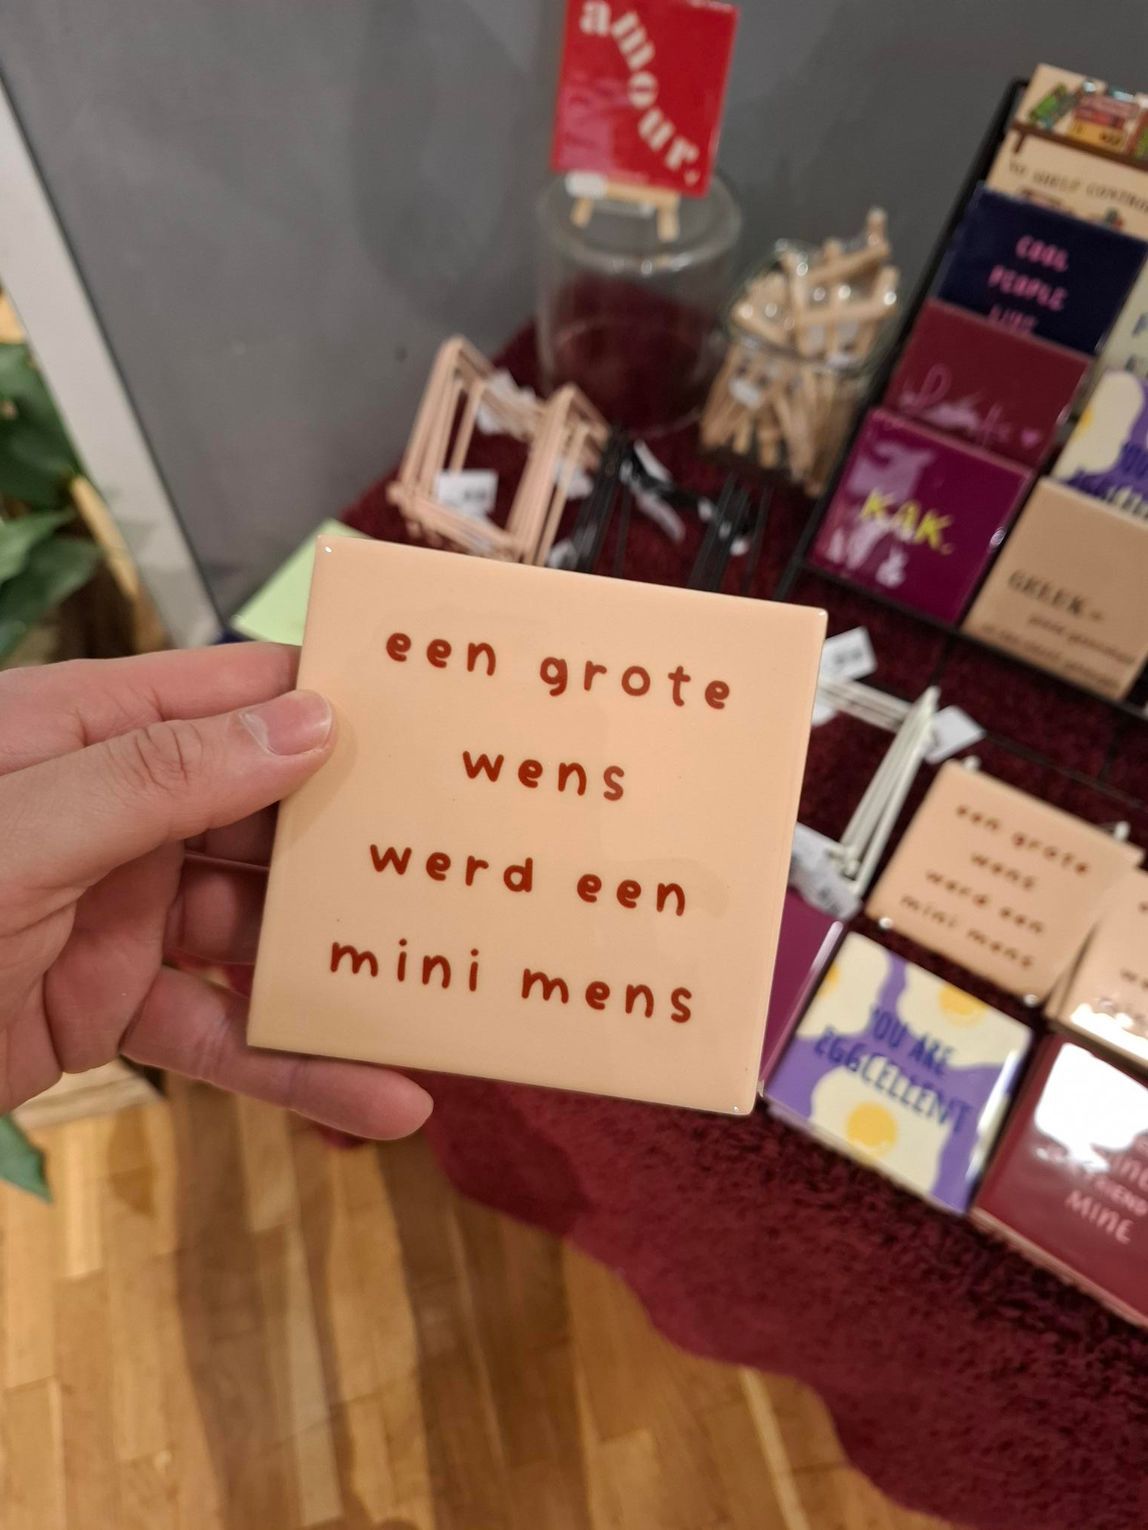 amour.
COOL
PEOPLE
LINE
KAK.
een grote
wens
werd een
mini mens
een grote
wens
werd een
mini mens
YOU ARE
EGGCELLENT
MINE